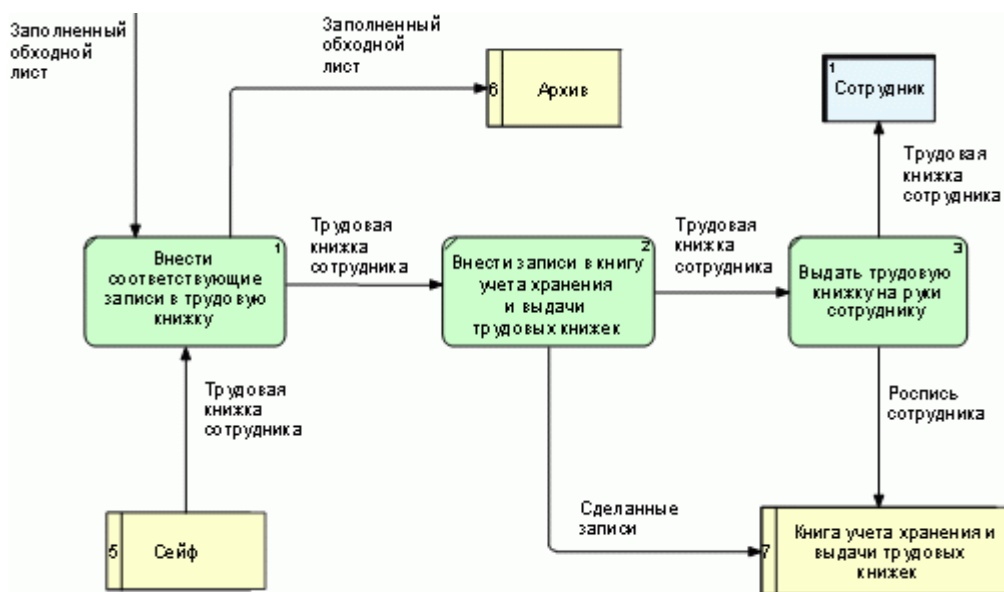 Заполненный
обходной
лист
Заполненный
обходной
лист
6
Архив
1
Сотрудник
Трудовая
книжка
сотрудника
1
Внести
соответствующие
записи в трудовую
книжку
Трудовая
книжка
сотрудника
2
Внести записи в книгу
учета хранения
и выдачи
трудовых книжек
Трудовая
книжка
сотрудника
3
Выдать трудовую
книжку на руки
сотруднику
Трудовая
книжка
сотрудника
Роспись
сотрудника
5
Сейф
Сделанные
записи
7
Книга учета хранения и
выдачи трудовых
книжек